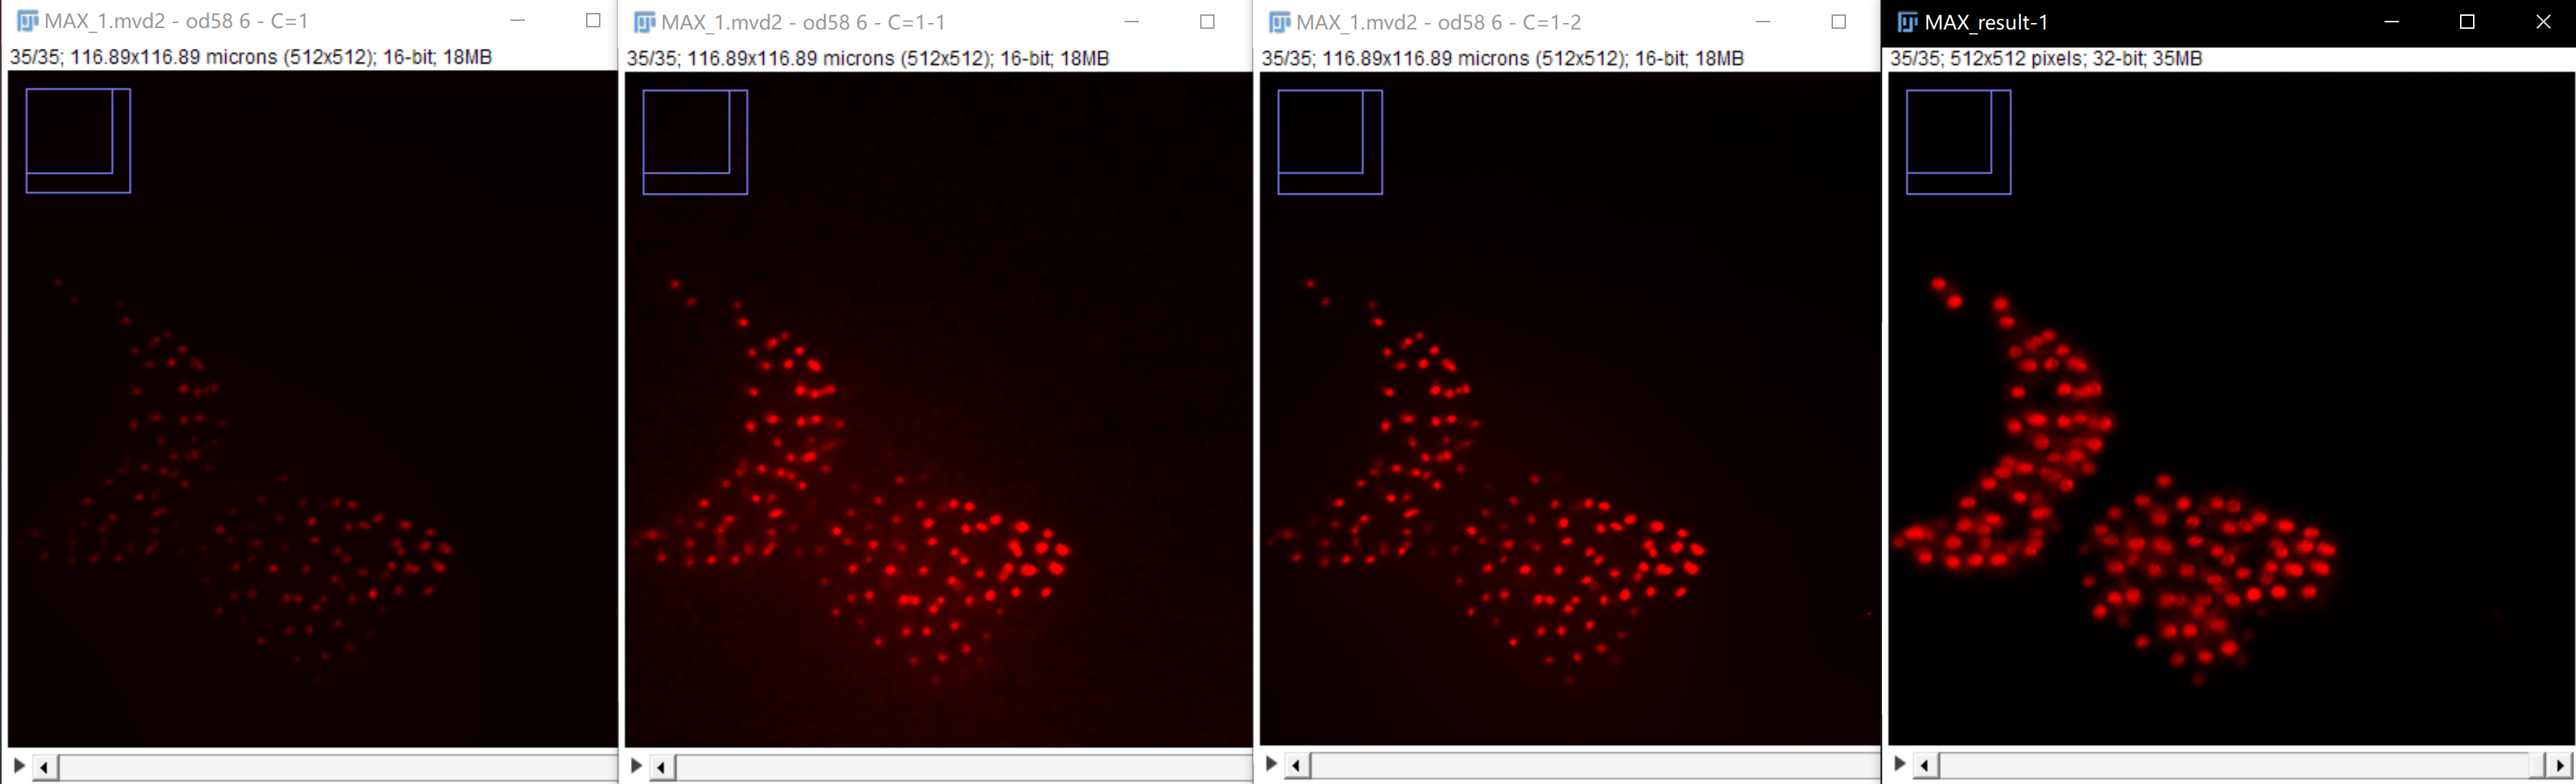 MAX_1.mvd2 - od58 6 - C=1
35/35; 116.89x116.89 microns (512x512); 16-bit; 18MB
MAX_1.mvd2 - od58 6 - C=1-1
35/35; 116.89x116.89 microns (512x512); 16-bit; 18MB
MAX_1.mvd2 - od58 6 - C=1-2
35/35; 116.89x116.89 microns (512x512); 16-bit; 18MB
MAX_result-1
35/35; 512x512 pixels; 32-bit; 35MB